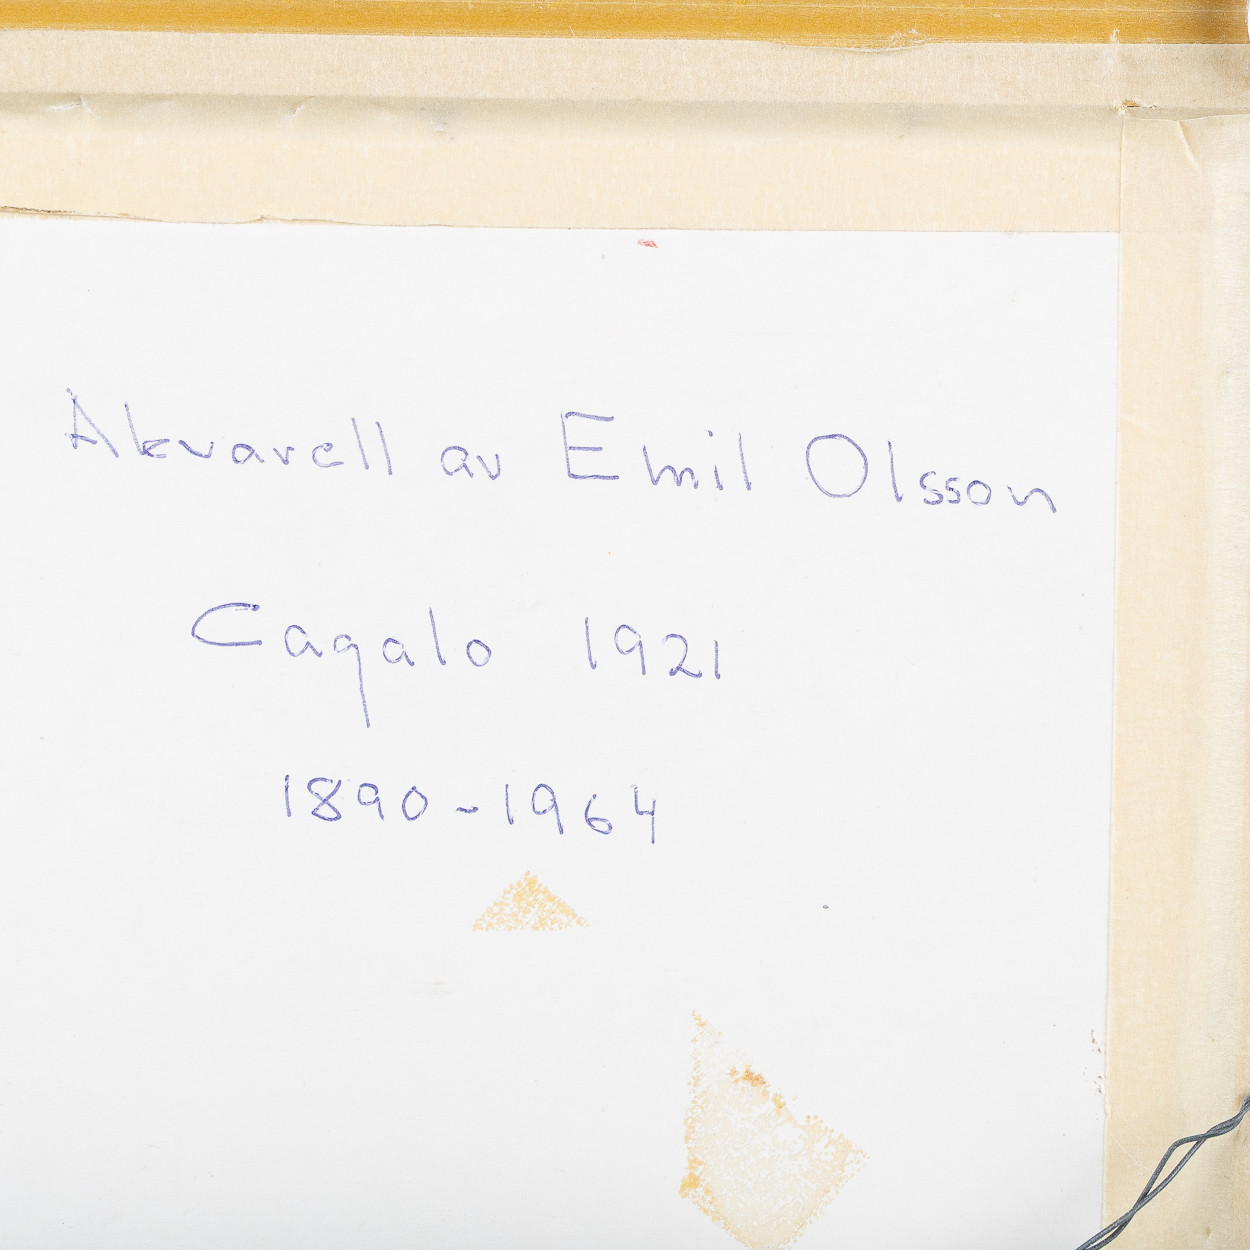 Akvarell av Emil Olsson
Cagalo 1921
1890-1964